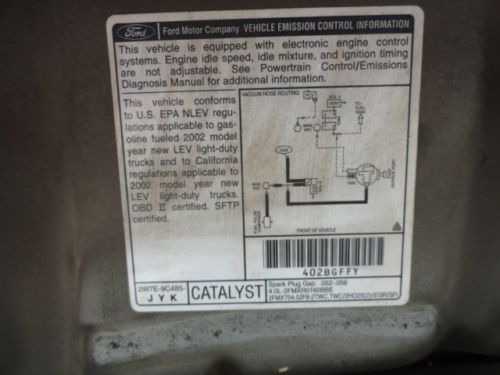 Ford Ford Motor Company VEHICLE EMISSION CONTROL INFORMATION
This vehicle is equipped with electronic engine control
systems. Engine idle speed, idle mixture, and ignition timing
are not adjustable. See Powertrain Control/Emissions
Diagnosis Manual for additional information.
This vehicle conforms
to U.S. EPA NLEV regu-
lations applicable to gas-
oline fueled 2002 model
year new LEV light-duty
trucks and to California
regulations applicable to
2002 model year new
LEV light-duty trucks.
OBD II certified. SFTP
certified.
VACUUM HOSE ROUTING
FRONT OF VEHICLE
402BGFFY
2W7E-9C485-
JYK
CATALYST
Spark Plug Gap: .052-.056
4.0L-2FMXR0160BBE